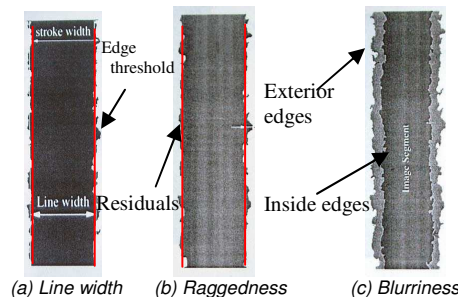 stroke width
Edge
threshold
Exterior
edges
Line width
Residuals
Image Segment
Inside edges
(a) Line width
(b) Raggedness
(c) Blurriness